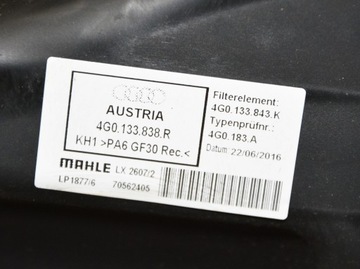 AUSTRIA
4G0.133.838.R
KH1 >PA6 GF30 Rec.<
Filterelement:
4G0.133.843.K
Typenprüfnr.:
4G0.183.A
Datum: 22/06/2016
MAHLE LX 2607/2
LP1877/6 70562405